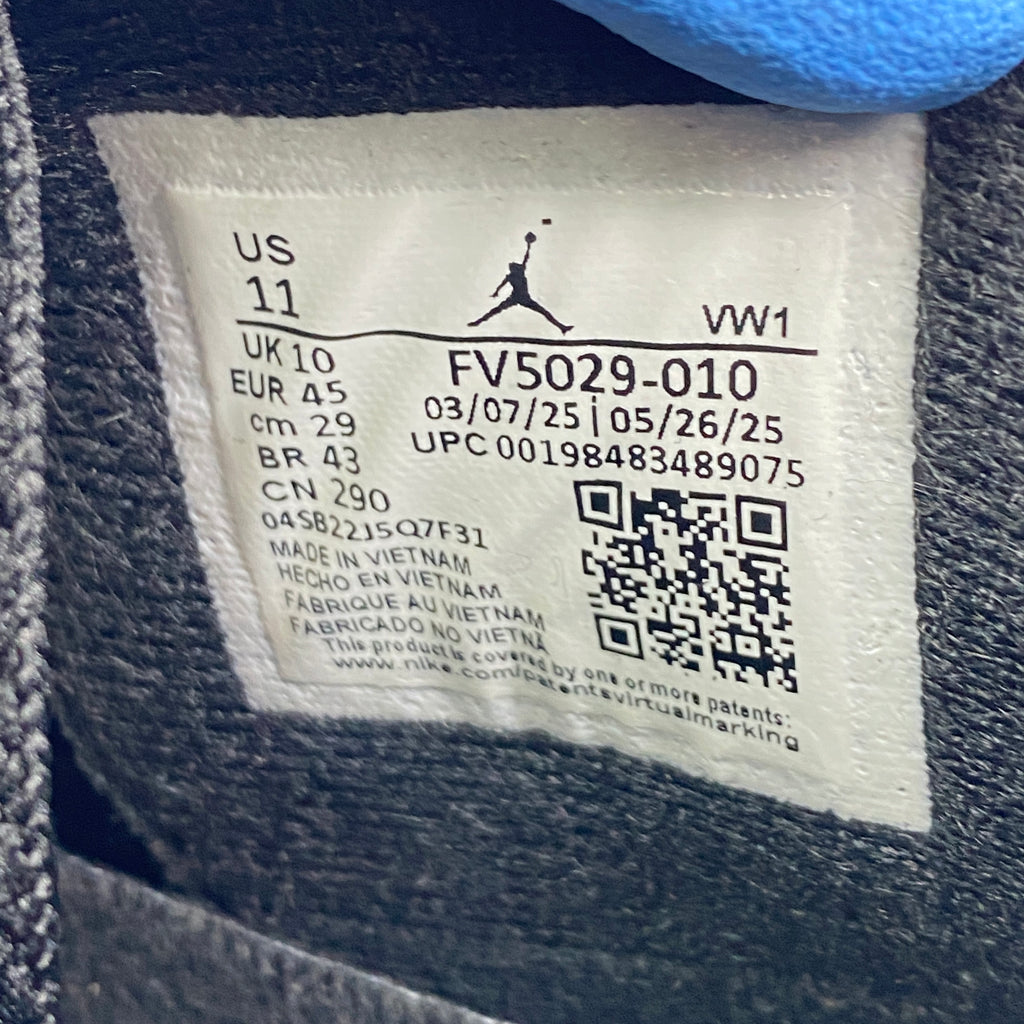 US
11
VW1
UK 10
EUR 45
cm 29
BR 43
CN 290
FV5029-010
03/07/25 | 05/26/25
UPC 00198483489075
04SB22J5Q7F31
MADE IN VIETNAM
HECHO EN VIETNAM
FABRIQUE AU VIETNAM
FABRICADO NO VIETNÃ
This product is covered by one or more patents:
www.nike.com/patentsvirtualmarking